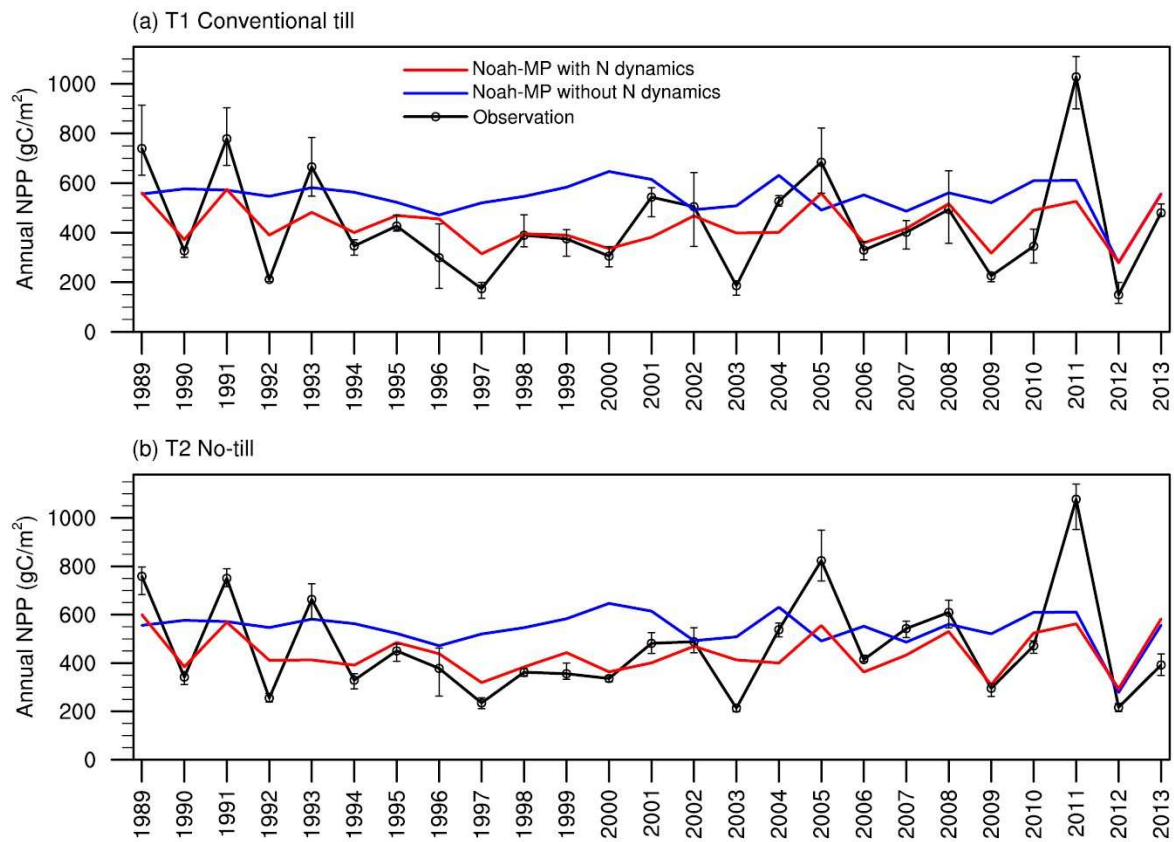 (a) T1 Conventional till
Annual NPP (gC/m²)
1000
800
600
400
200
0
Noah-MP with N dynamics
Noah-MP without N dynamics
Observation
1989 1990 1991 1992 1993 1994 1995 1996 1997 1998 1999 2000 2001 2002 2003 2004 2005 2006 2007 2008 2009 2010 2011 2012 2013
(b) T2 No-till
Annual NPP (gC/m²)
1000
800
600
400
200
0
1989 1990 1991 1992 1993 1994 1995 1996 1997 1998 1999 2000 2001 2002 2003 2004 2005 2006 2007 2008 2009 2010 2011 2012 2013